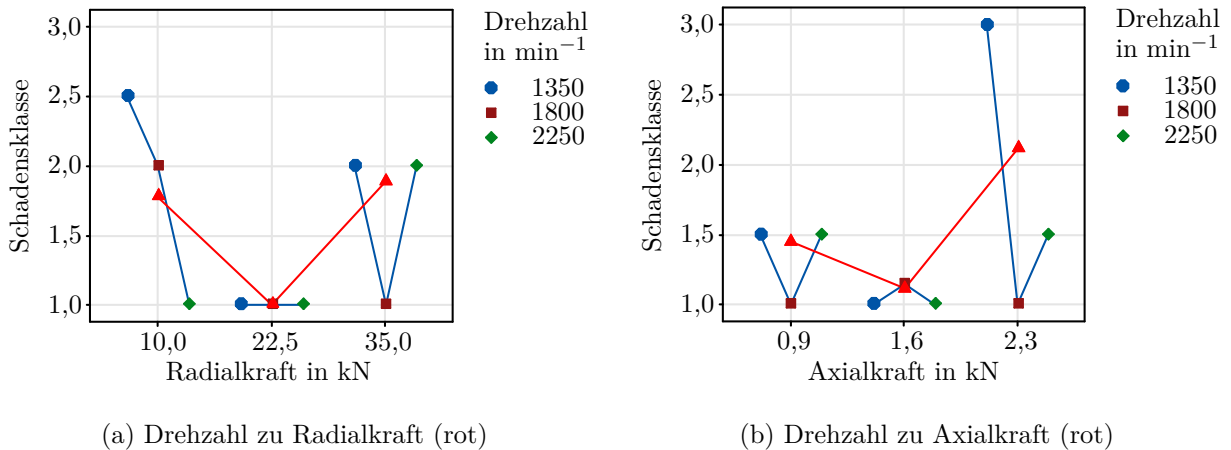 Drehzahl
in min⁻¹
1350
1800
2250
Schadensklasse
3,0
2,5
2,0
1,5
1,0
10,0 22,5 35,0
Radialkraft in kN
(a) Drehzahl zu Radialkraft (rot)
Drehzahl
in min⁻¹
1350
1800
2250
Schadensklasse
3,0
2,5
2,0
1,5
1,0
0,9 1,6 2,3
Axialkraft in kN
(b) Drehzahl zu Axialkraft (rot)